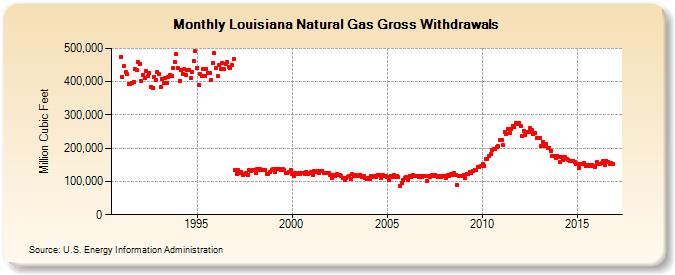 Monthly Louisiana Natural Gas Gross Withdrawals
Million Cubic Feet
500,000
400,000
300,000
200,000
100,000
0
1995 2000 2005 2010 2015
Source: U.S. Energy Information Administration